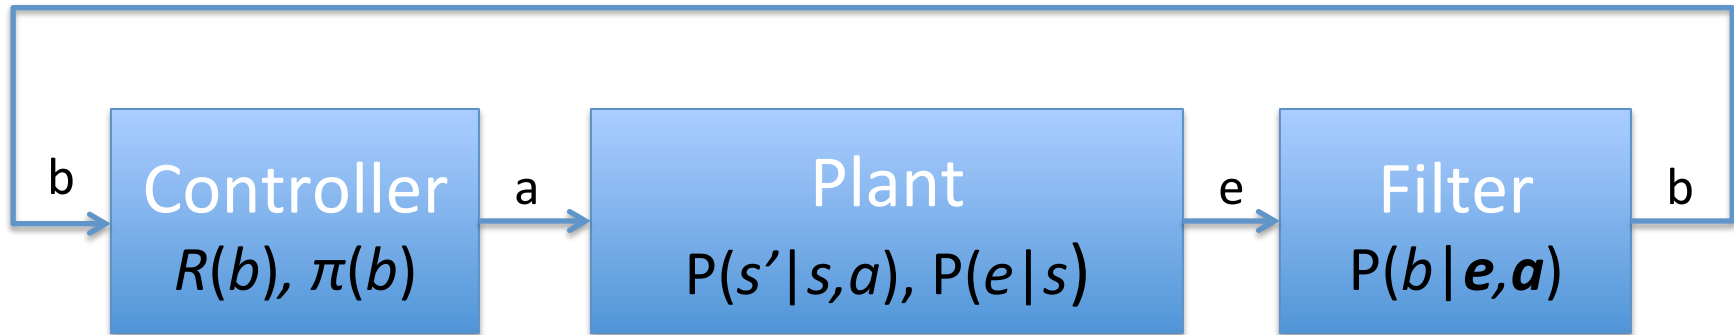 b
Controller
R(b), π(b)
a
Plant
P(s′|s,a), P(e|s)
e
Filter
P(b|e,a)
b